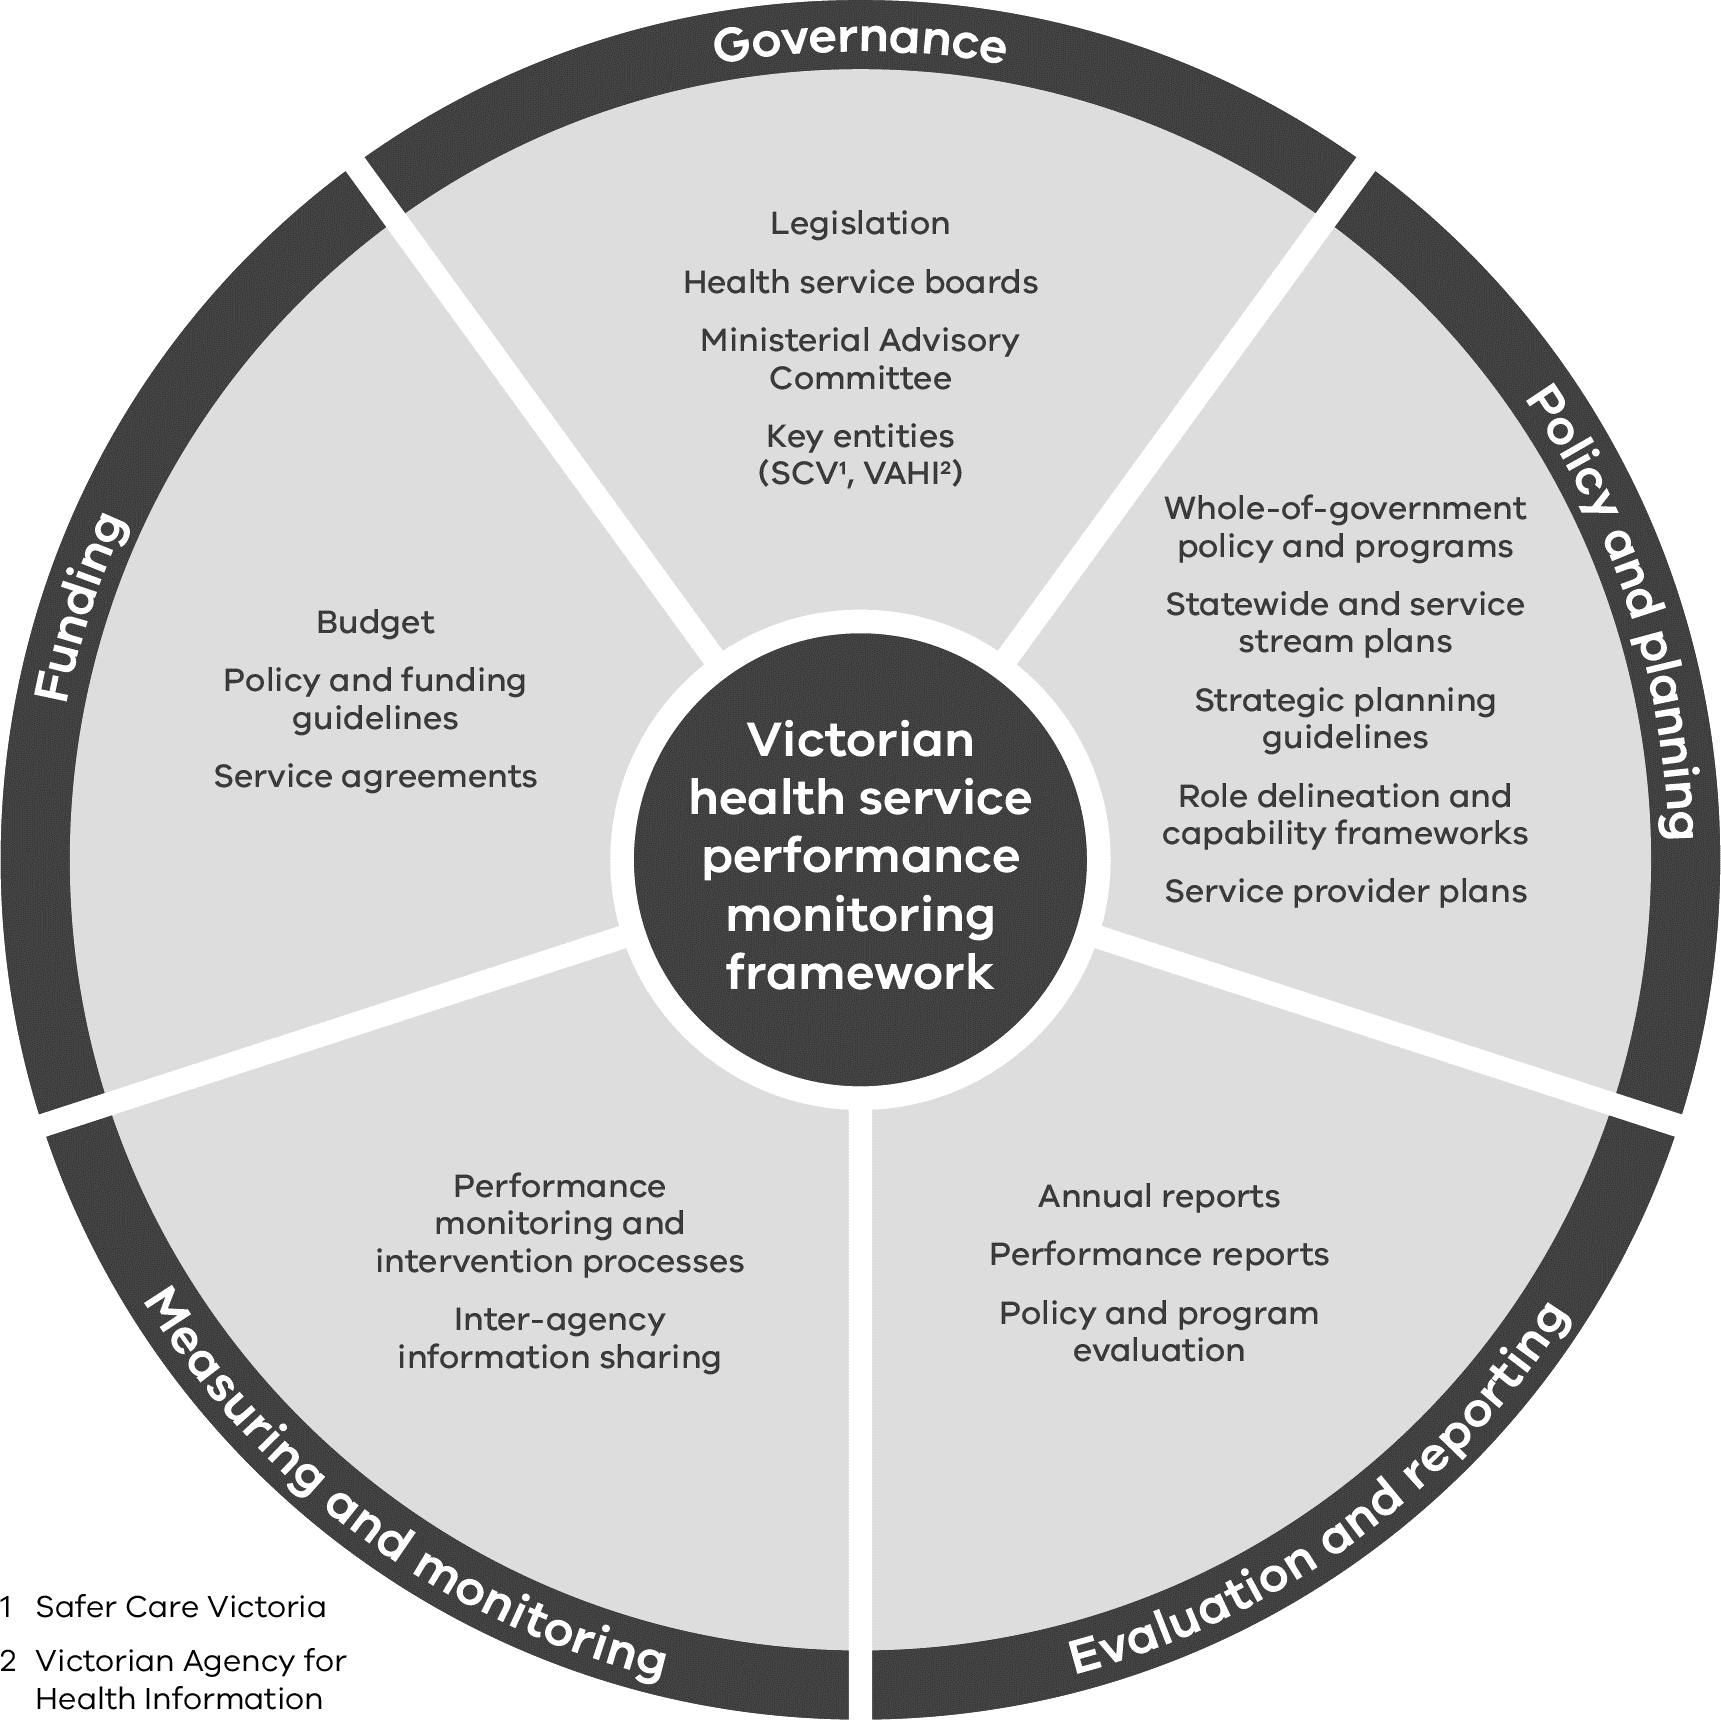 Governance
Legislation
Health service boards
Ministerial Advisory
Committee
Key entities
(SCV¹, VAHI²)
Policy and planning
Whole-of-government
policy and programs
Statewide and service
stream plans
Strategic planning
guidelines
Role delineation and
capability frameworks
Service provider plans
Evaluation and reporting
Annual reports
Performance reports
Policy and program
evaluation
Measuring and monitoring
Performance
monitoring and
intervention processes
Inter-agency
information sharing
Funding
Budget
Policy and funding
guidelines
Service agreements
Victorian
health service
performance
monitoring
framework
1 Safer Care Victoria
2 Victorian Agency for
Health Information